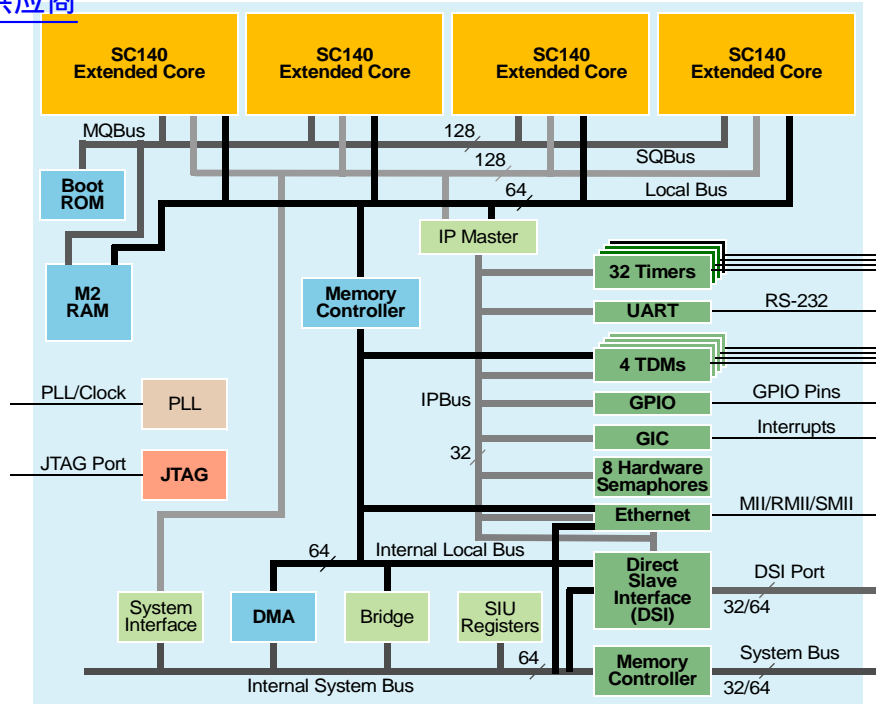 供应商
SC140
Extended Core
SC140
Extended Core
SC140
Extended Core
SC140
Extended Core
MQBus
128
128
SQBus
64
Local Bus
Boot
ROM
IP Master
M2
RAM
Memory
Controller
32 Timers
UART
RS-232
4 TDMs
PLL/Clock
PLL
IPBus
GPIO
GPIO Pins
GIC
Interrupts
32
JTAG Port
JTAG
8 Hardware
Semaphores
Ethernet
MII/RMII/SMII
64
Internal Local Bus
Direct
Slave
Interface
(DSI)
DSI Port
32/64
System
Interface
DMA
Bridge
SIU
Registers
64
Internal System Bus
Memory
Controller
System Bus
32/64